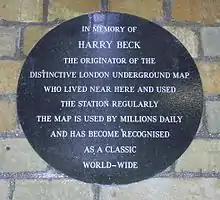 IN MEMORY OF
HARRY BECK
THE ORIGINATOR OF THE
DISTINCTIVE LONDON UNDERGROUND MAP
WHO LIVED NEAR HERE AND USED
THE STATION REGULARLY
THE MAP IS USED BY MILLIONS DAILY
AND HAS BECOME RECOGNISED
AS A CLASSIC
WORLD-WIDE